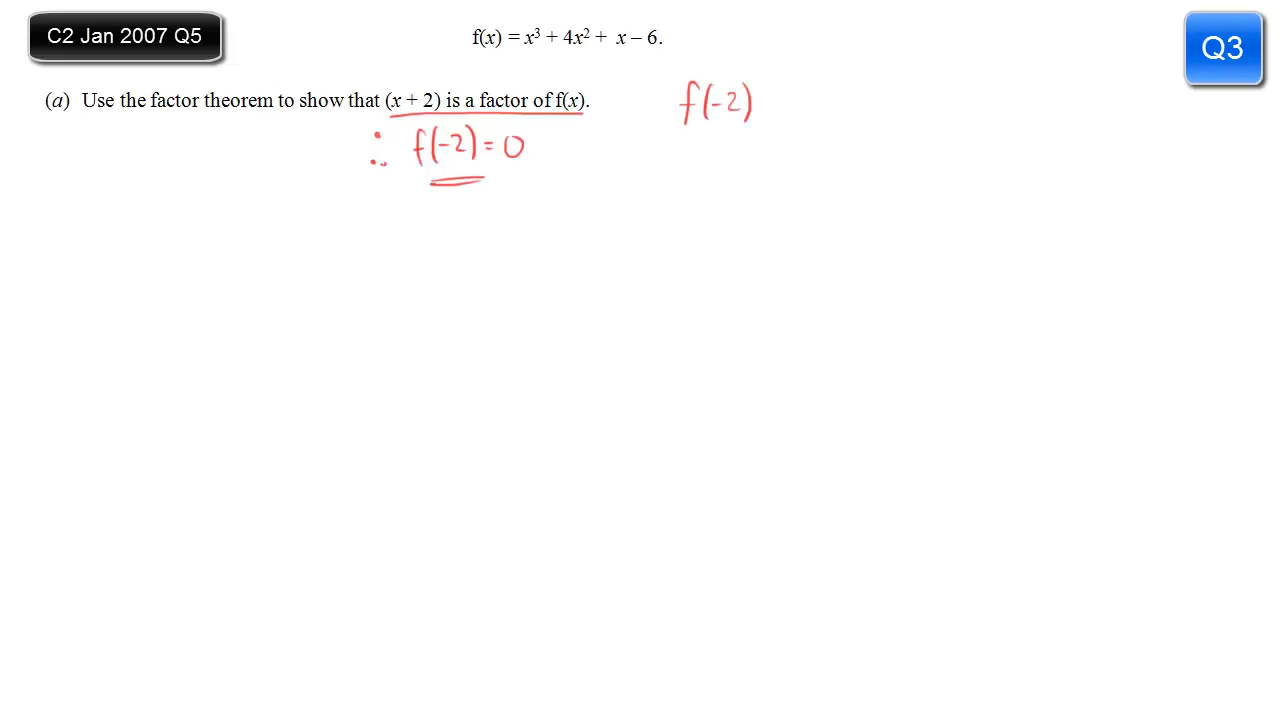 C2 Jan 2007 Q5
f(x) = x³ + 4x² + x – 6.
Q3
(a) Use the factor theorem to show that (x + 2) is a factor of f(x).
f(-2)
∴ f(-2) = 0